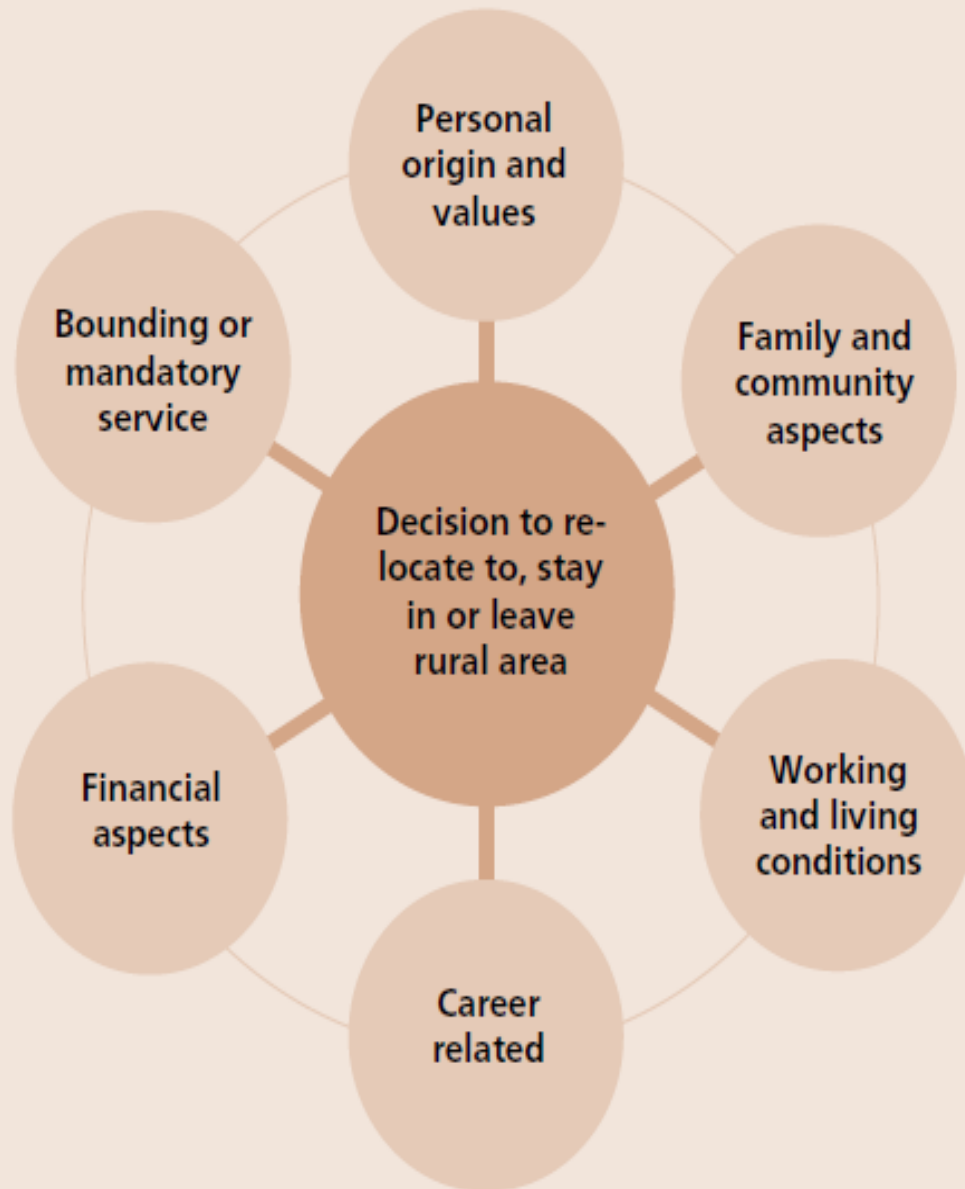 Personal
origin and
values
Family and
community
aspects
Working
and living
conditions
Career
related
Financial
aspects
Bounding or
mandatory
service
Decision to re-
locate to, stay
in or leave
rural area